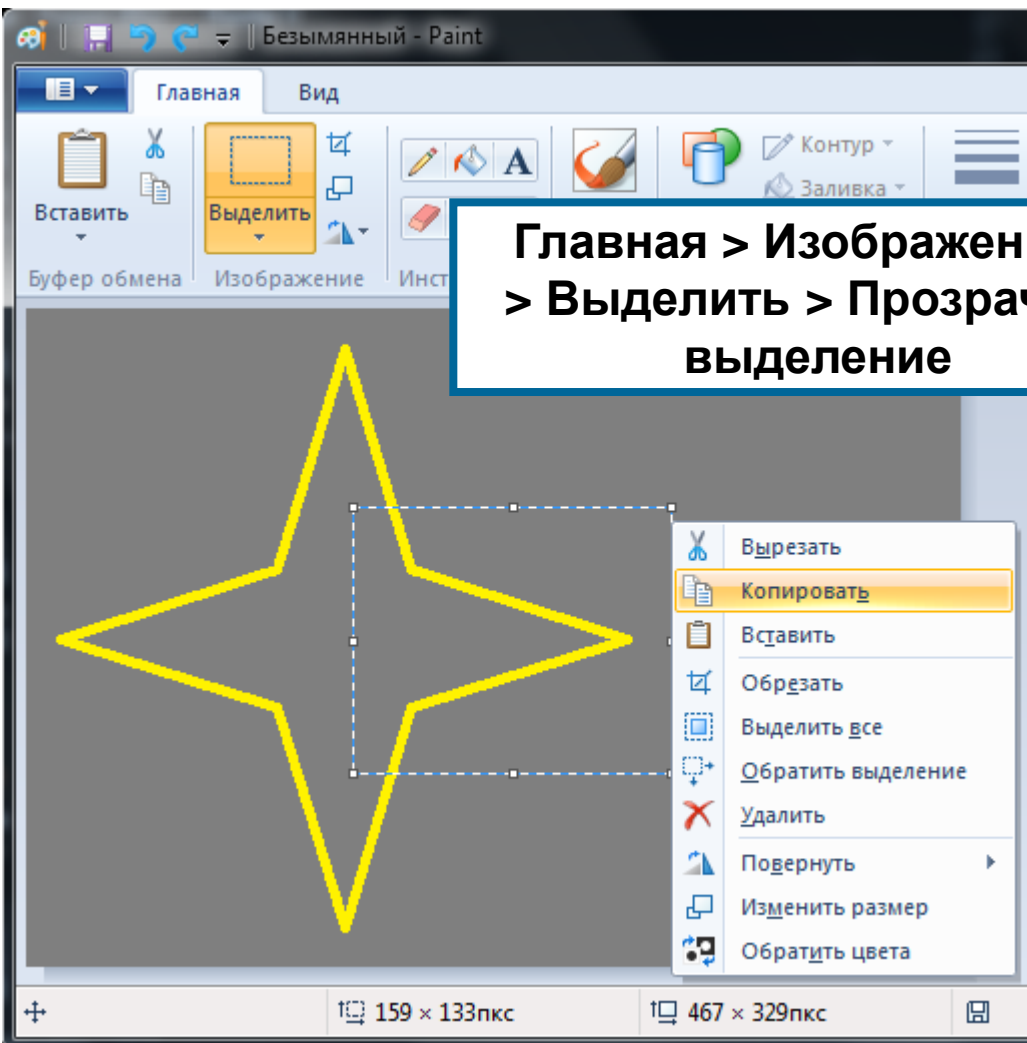 Безымянный - Paint
Главная Вид
Контур
Заливка
Вставить
Выделить
Буфер обмена Изображение Инст
Главная > Изображен
> Выделить > Прозрач
выделение
Вырезать
Копировать
Вставить
Обрезать
Выделить все
Обратить выделение
Удалить
Повернуть
Изменить размер
Обратить цвета
159 × 133пкс 467 × 329пкс